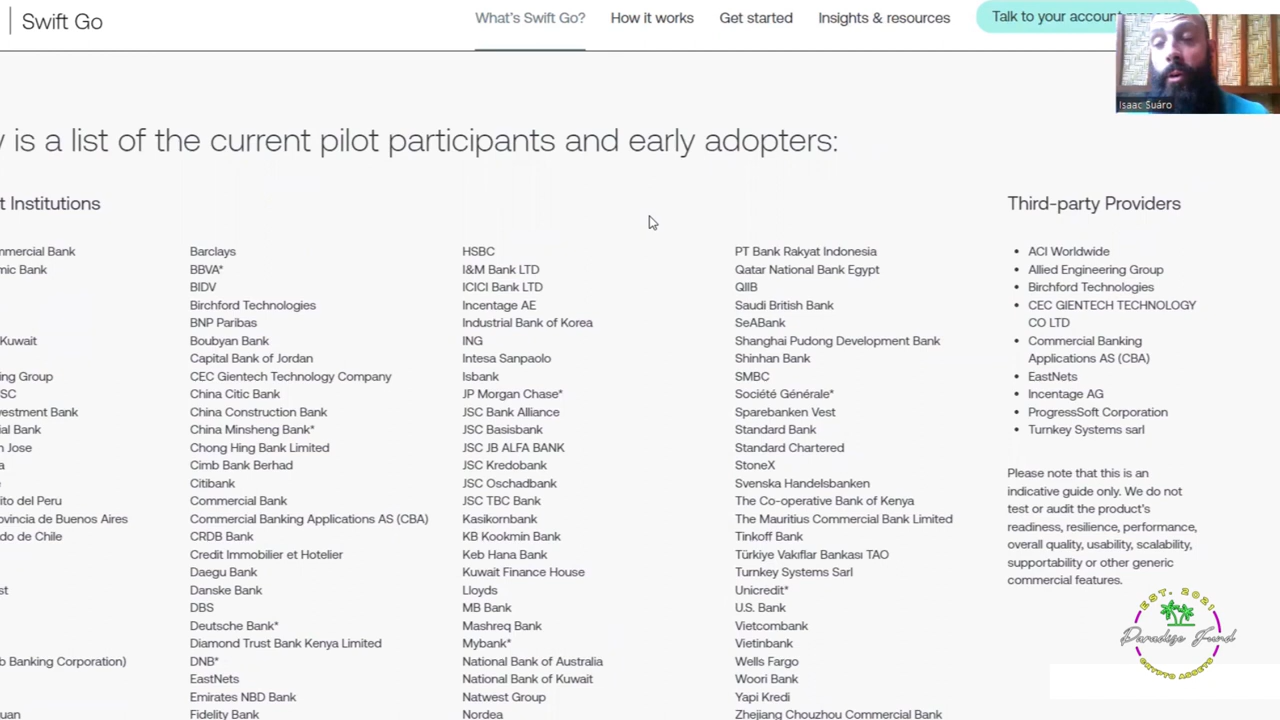 Swift Go
What's Swift Go?
How it works
Get started
Insights & resources
Talk to your account
Isaac Suáro
is a list of the current pilot participants and early adopters:
Institutions
Bank
Bank
Kuwait
Group
Bank
Bank
Jose
del Peru
de Buenos Aires
de Chile
Banking Corporation)
Barclays
BBVA*
BIDV
Birchford Technologies
BNP Paribas
Boubyan Bank
Capital Bank of Jordan
CEC Gientech Technology Company
China Citic Bank
China Construction Bank
China Minsheng Bank*
Chong Hing Bank Limited
Cimb Bank Berhad
Citibank
Commercial Bank
Commercial Banking Applications AS (CBA)
CRDB Bank
Credit Immobilier et Hotelier
Daegu Bank
Danske Bank
DBS
Deutsche Bank*
Diamond Trust Bank Kenya Limited
DNB*
EastNets
Emirates NBD Bank
Fidelity Bank
HSBC
I&M Bank LTD
ICICI Bank LTD
Incentage AE
Industrial Bank of Korea
ING
Intesa Sanpaolo
Isbank
JP Morgan Chase*
JSC Bank Alliance
JSC Basisbank
JSC JB ALFA BANK
JSC Kredobank
JSC Oschadbank
JSC TBC Bank
Kasikornbank
KB Kookmin Bank
Keb Hana Bank
Kuwait Finance House
Lloyds
MB Bank
Mashreq Bank
Mybank*
National Bank of Australia
National Bank of Kuwait
Natwest Group
Nordea
PT Bank Rakyat Indonesia
Qatar National Bank Egypt
QIIB
Saudi British Bank
SeABank
Shanghai Pudong Development Bank
Shinhan Bank
SMBC
Société Générale*
Sparebanken Vest
Standard Bank
Standard Chartered
StoneX
Svenska Handelsbanken
The Co-operative Bank of Kenya
The Mauritius Commercial Bank Limited
Tinkoff Bank
Türkiye Vakıflar Bankası TAO
Turnkey Systems Sarl
Unicredit*
U.S. Bank
Vietcombank
Vietinbank
Wells Fargo
Woori Bank
Yapi Kredi
Zhejiang Chouzhou Commercial Bank
Third-party Providers
• ACI Worldwide
• Allied Engineering Group
• Birchford Technologies
• CEC GIENTECH TECHNOLOGY
CO LTD
• Commercial Banking
Applications AS (CBA)
• EastNets
• Incentage AG
• ProgressSoft Corporation
• Turnkey Systems sarl
Please note that this is an
indicative guide only. We do not
test or audit the product's
readiness, resilience, performance,
overall quality, usability, scalability,
supportability or other generic
commercial features.
EST. 2021
Paradise Fund
CRYPTO ASSETS